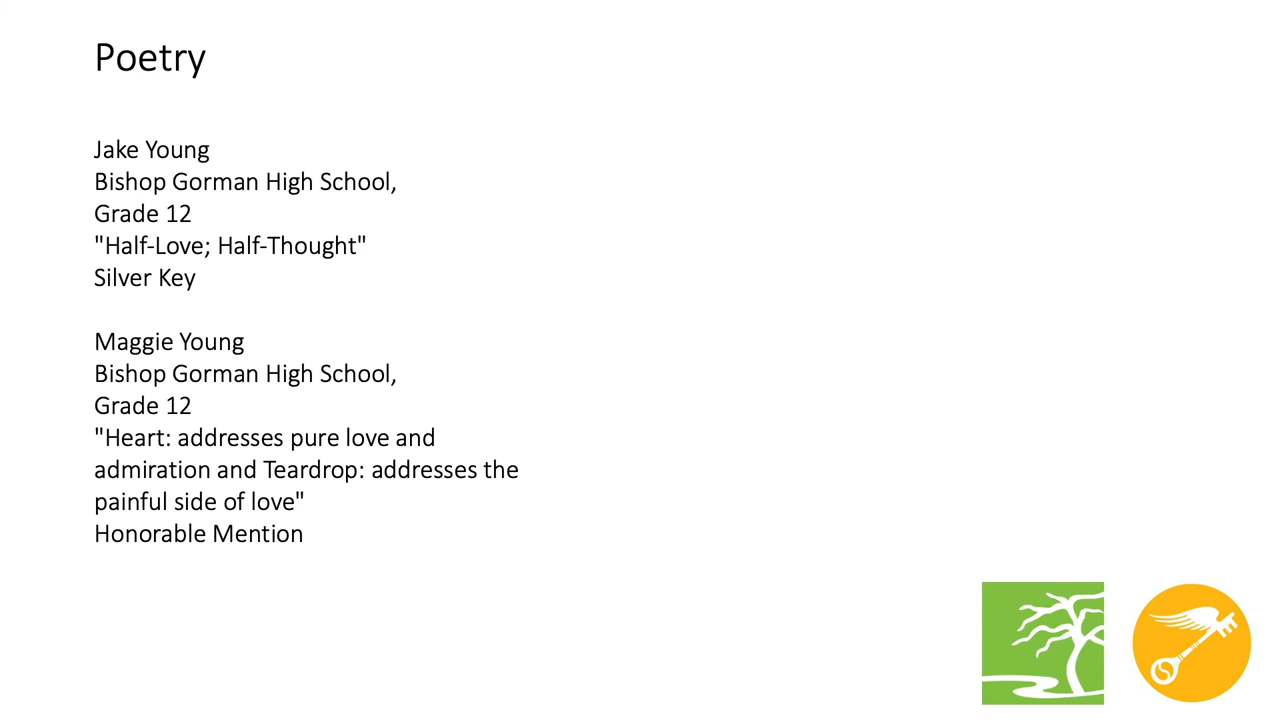 Poetry
Jake Young
Bishop Gorman High School,
Grade 12
"Half-Love; Half-Thought"
Silver Key
Maggie Young
Bishop Gorman High School,
Grade 12
"Heart: addresses pure love and
admiration and Teardrop: addresses the
painful side of love"
Honorable Mention